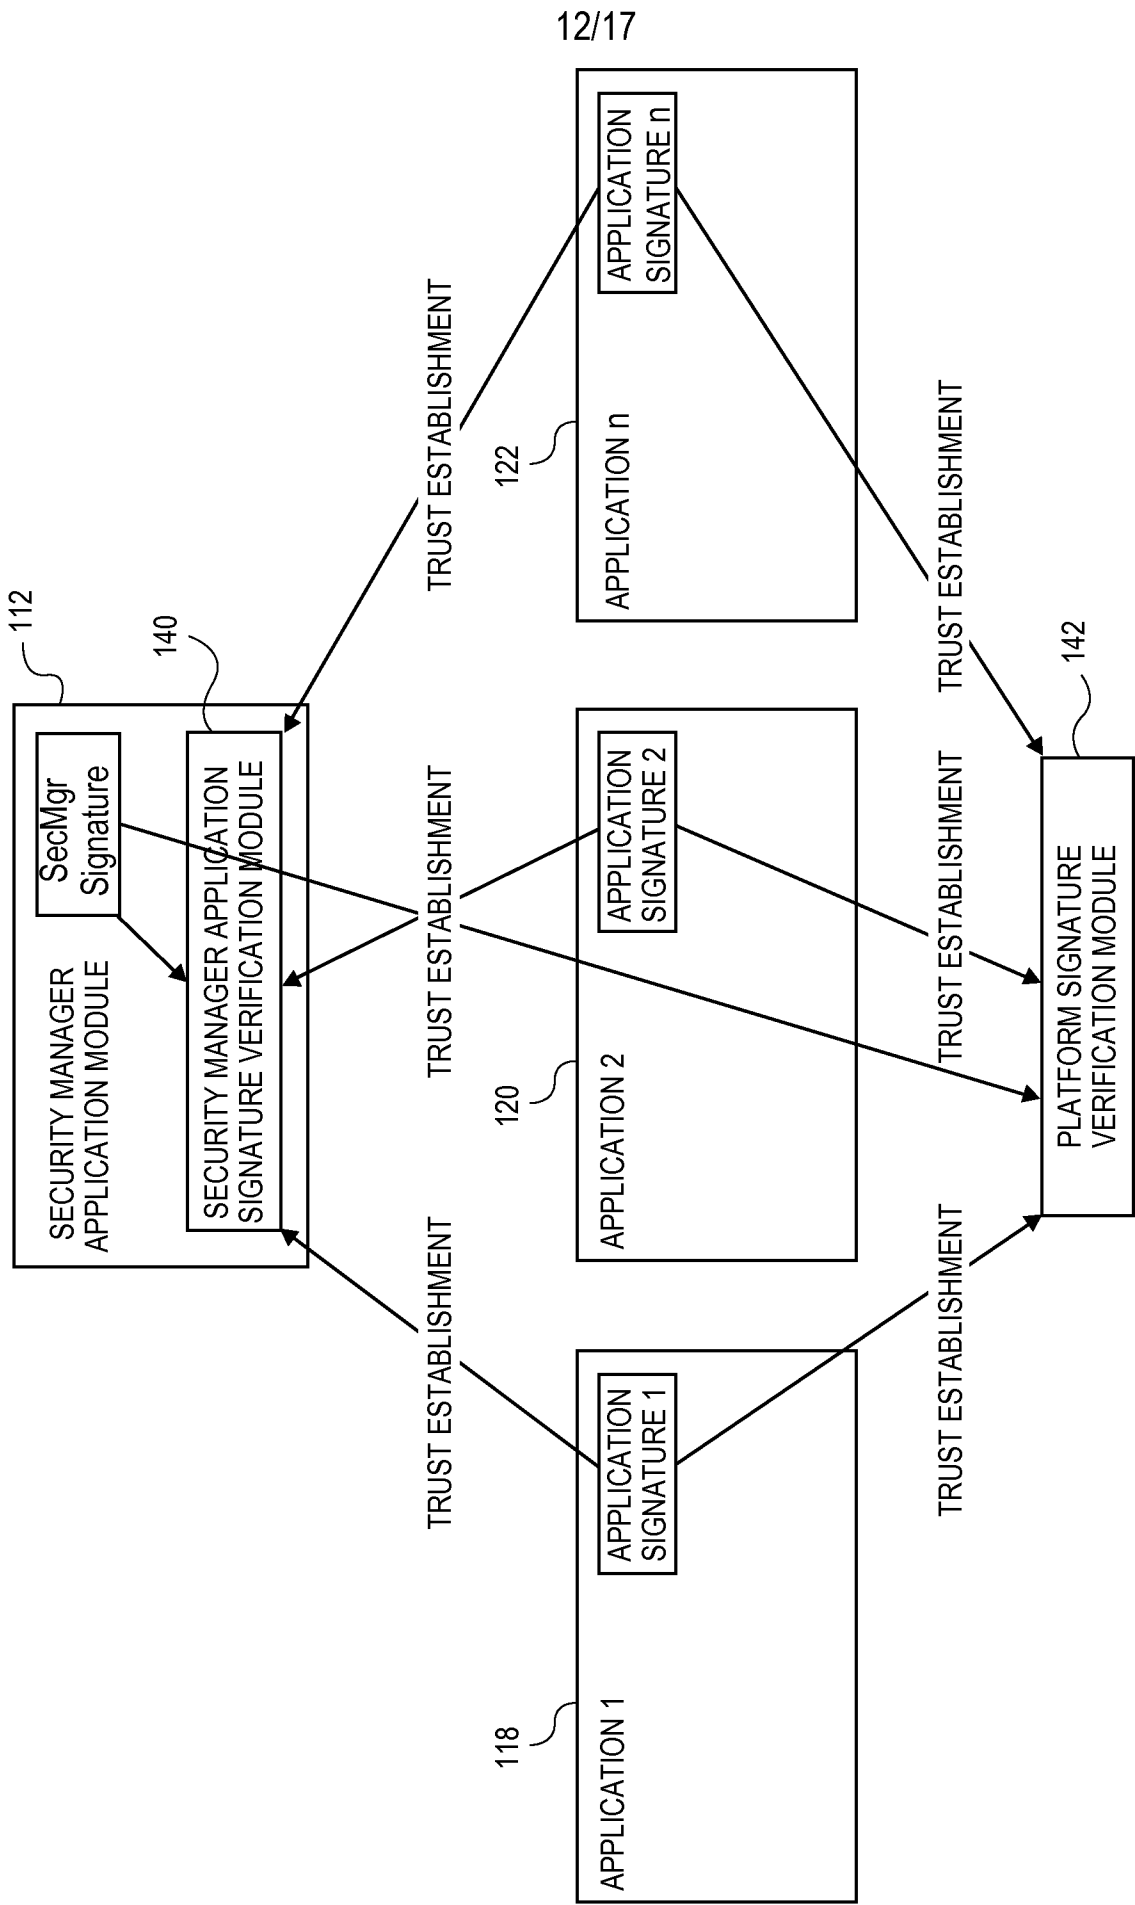 12/17
SECURITY MANAGER
APPLICATION MODULE
SecMgr
Signature
112
SECURITY MANAGER APPLICATION
SIGNATURE VERIFICATION MODULE
140
TRUST ESTABLISHMENT
TRUST ESTABLISHMENT
TRUST ESTABLISHMENT
118
APPLICATION 1
APPLICATION
SIGNATURE 1
120
APPLICATION 2
APPLICATION
SIGNATURE 2
122
APPLICATION n
APPLICATION
SIGNATURE n
TRUST ESTABLISHMENT
TRUST ESTABLISHMENT
TRUST ESTABLISHMENT
PLATFORM SIGNATURE
VERIFICATION MODULE
142